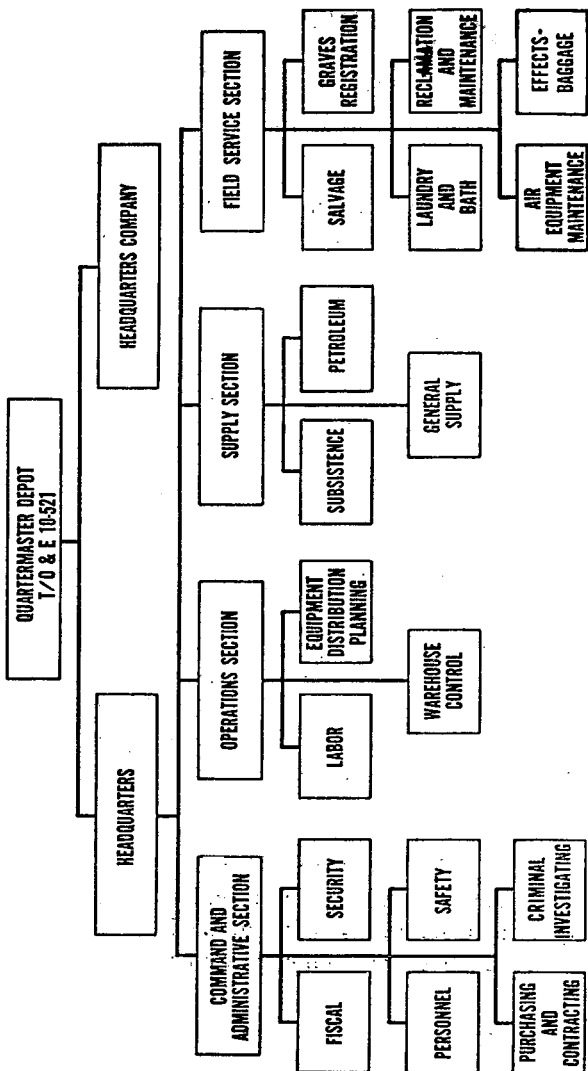 QUARTERMASTER DEPOT
T/O & E 10-521
HEADQUARTERS
HEADQUARTERS COMPANY
COMMAND AND
ADMINISTRATIVE SECTION
OPERATIONS SECTION
SUPPLY SECTION
FIELD SERVICE SECTION
FISCAL
SECURITY
LABOR
EQUIPMENT
DISTRIBUTION
PLANNING
SUBSISTENCE
PETROLEUM
SALVAGE
GRAVES
REGISTRATION
PERSONNEL
SAFETY
WAREHOUSE
CONTROL
GENERAL
SUPPLY
LAUNDRY
AND
BATH
RECLAMATION
AND
MAINTENANCE
PURCHASING
AND
CONTRACTING
CRIMINAL
INVESTIGATING
AIR
EQUIPMENT
MAINTENANCE
EFFECTS-
BAGGAGE